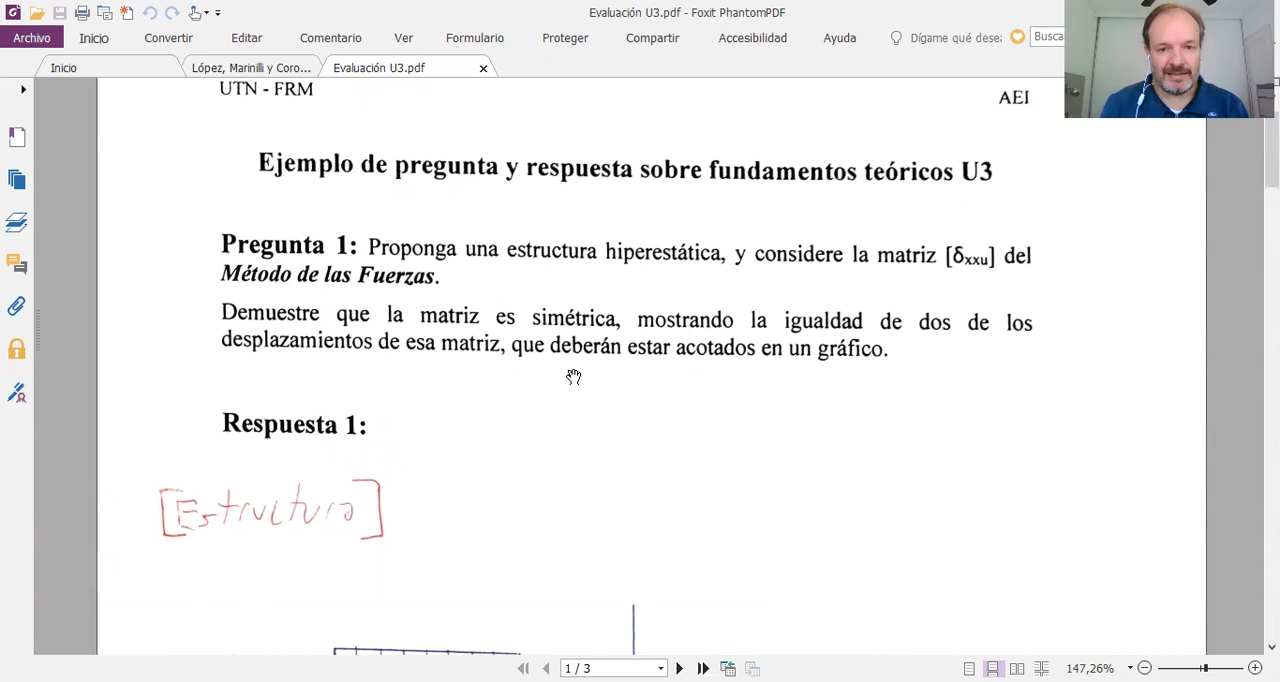 Evaluación U3.pdf - Foxit PhantomPDF
Archivo Inicio Convertir Editar Comentario Ver Formulario Proteger Compartir Accesibilidad Ayuda Dígame qué dese: Busca
Inicio López, Marinilli y Coro... Evaluación U3.pdf
UTN - FRM
AEI
Ejemplo de pregunta y respuesta sobre fundamentos teóricos U3
Pregunta 1: Proponga una estructura hiperestática, y considere la matriz [δxxu] del
Método de las Fuerzas.
Demuestre que la matriz es simétrica, mostrando la igualdad de dos de los
desplazamientos de esa matriz, que deberán estar acotados en un gráfico.
Respuesta 1:
[Estructura]
1 / 3
147,26%